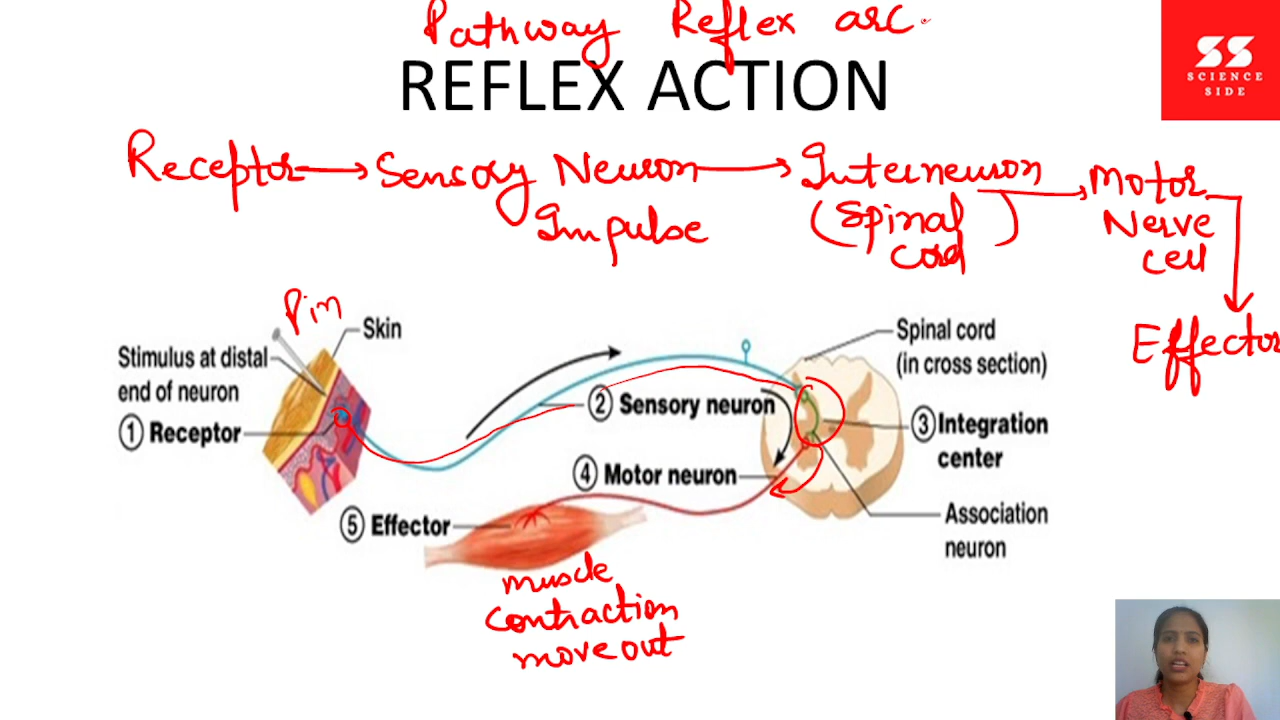 Pathway Reflex arc
REFLEX ACTION
SS
SCIENCE
SIDE
Receptor → Sensory Neuron → Interneuron → Motor
Impulse
(Spinal
cord)
Nerve
cell
Effector
Pin
Skin
Stimulus at distal
end of neuron
① Receptor
② Sensory neuron
Spinal cord
(in cross section)
③ Integration
center
④ Motor neuron
⑤ Effector
Association
neuron
muscle
contraction
move out